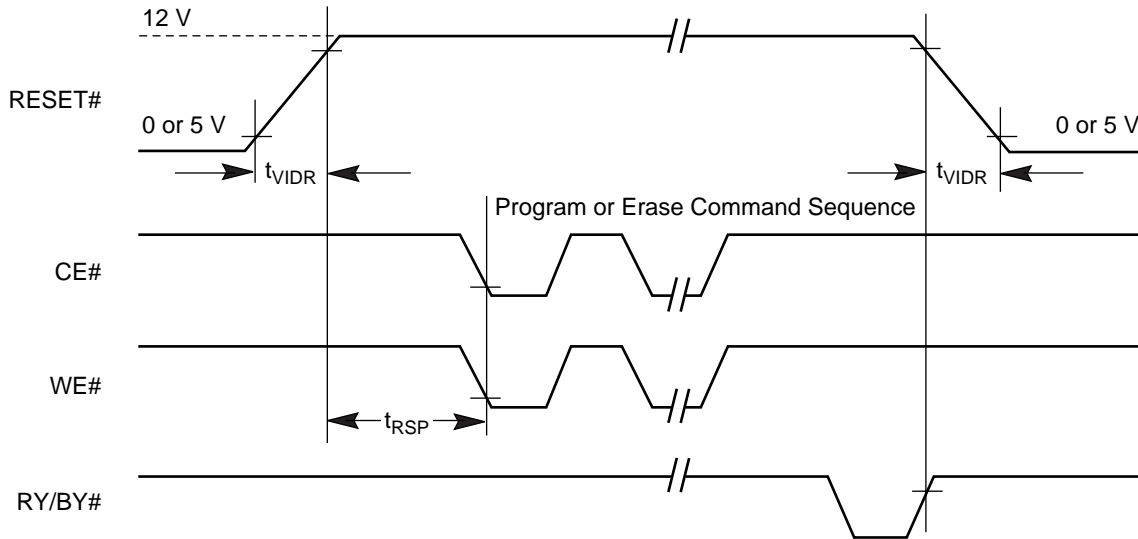 12 V
RESET#
0 or 5 V
0 or 5 V
tVIDR
tVIDR
Program or Erase Command Sequence
CE#
WE#
tRSP
RY/BY#